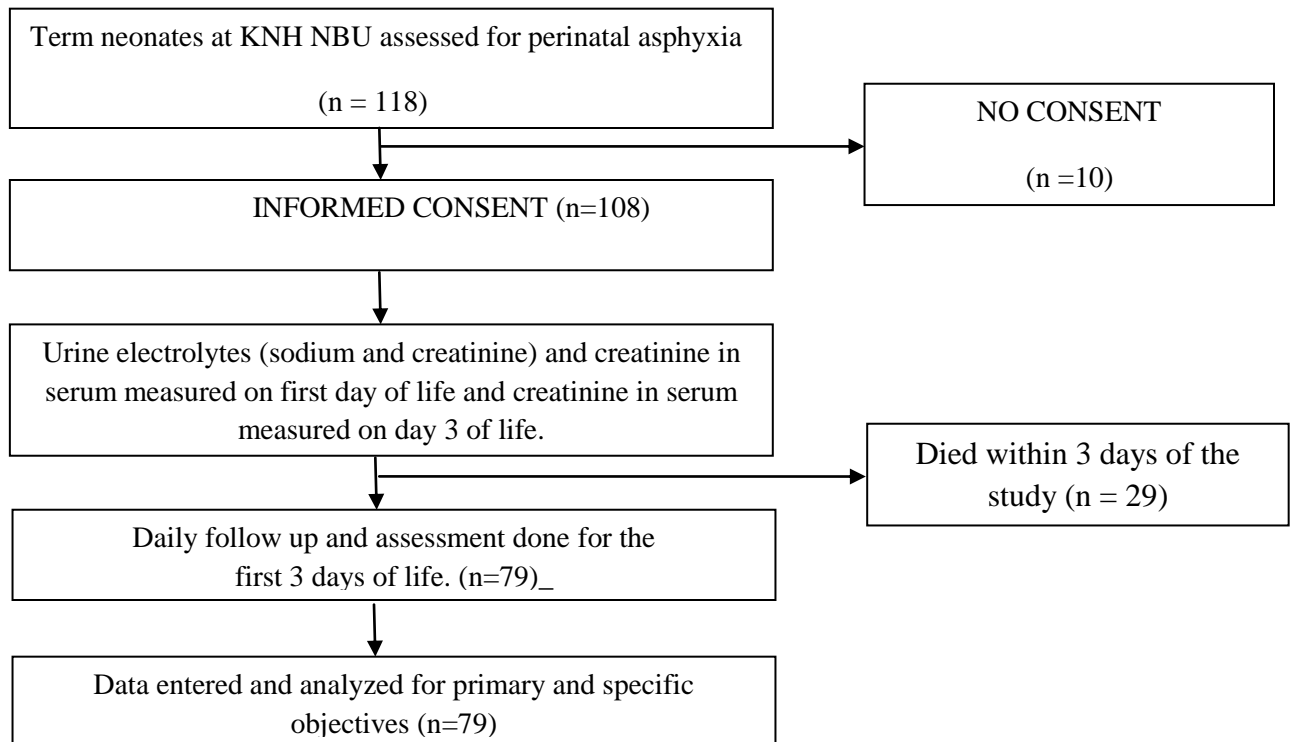 Term neonates at KNH NBU assessed for perinatal asphyxia
(n = 118)
NO CONSENT
(n =10)
INFORMED CONSENT (n=108)
Urine electrolytes (sodium and creatinine) and creatinine in
serum measured on first day of life and creatinine in serum
measured on day 3 of life.
Died within 3 days of the
study (n = 29)
Daily follow up and assessment done for the
first 3 days of life. (n=79)_
Data entered and analyzed for primary and specific
objectives (n=79)